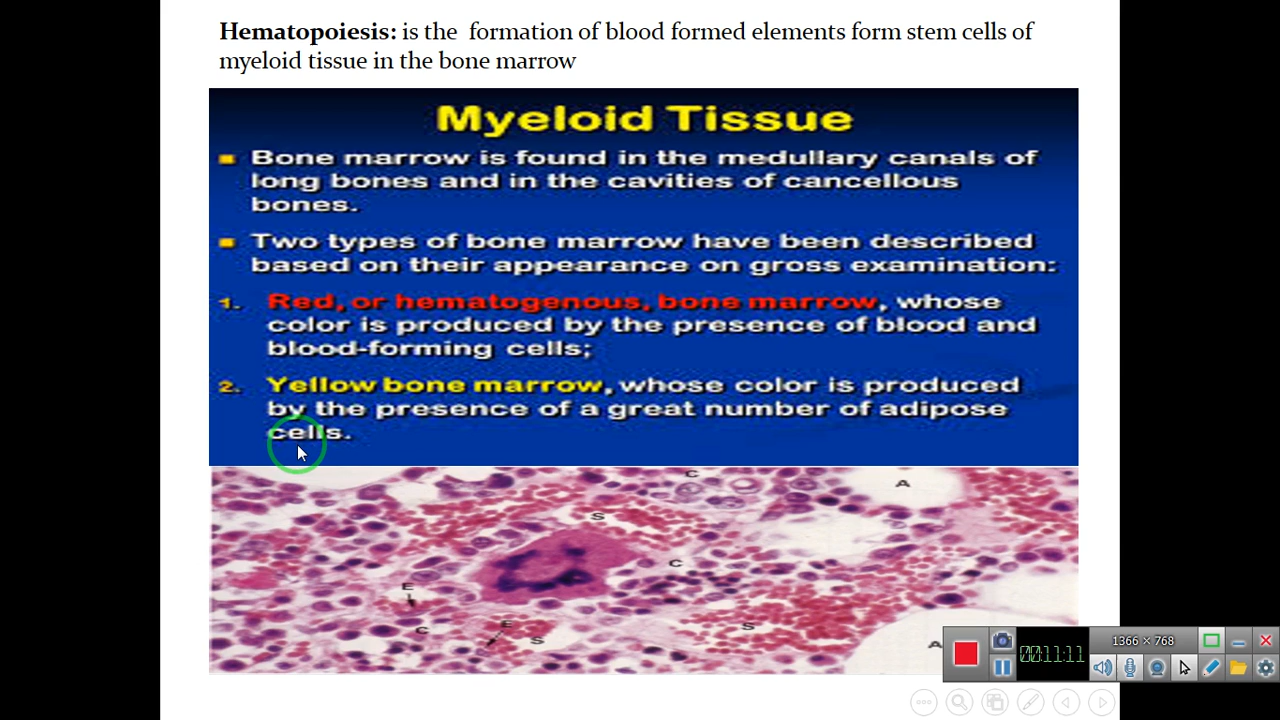 Hematopoiesis: is the  formation of blood formed elements form stem cells of
myeloid tissue in the bone marrow
Myeloid Tissue
Bone marrow is found in the medullary canals of
long bones and in the cavities of cancellous
bones.
Two types of bone marrow have been described
based on their appearance on gross examination:
1. Red, or hematogenous, bone marrow, whose
color is produced by the presence of blood and
blood-forming cells;
2. Yellow bone marrow, whose color is produced
by the presence of a great number of adipose
cells.
C
A
S
C
E
C
E
S
S
A
00:11:11
1366 × 768